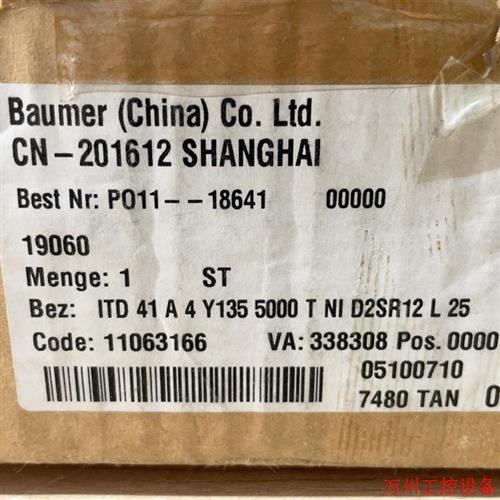 Baumer (China) Co. Ltd.
CN-201612 SHANGHAI
Best Nr: PO11--18641 00000
19060
Menge: 1 ST
Bez: ITD 41 A 4 Y135 5000 T NI D2SR12 L 25
Code: 11063166 VA: 338308 Pos. 0000
05100710
7480 TAN 0
万州工控设备